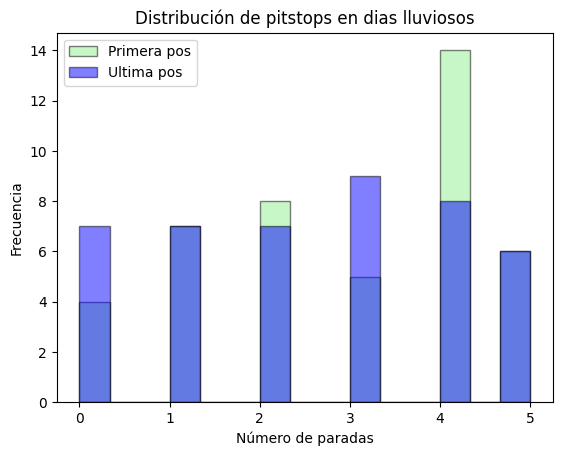 Distribución de pitstops en dias lluviosos
Primera pos
Ultima pos
Frecuencia
14
12
10
8
6
4
2
0
0 1 2 3 4 5
Número de paradas